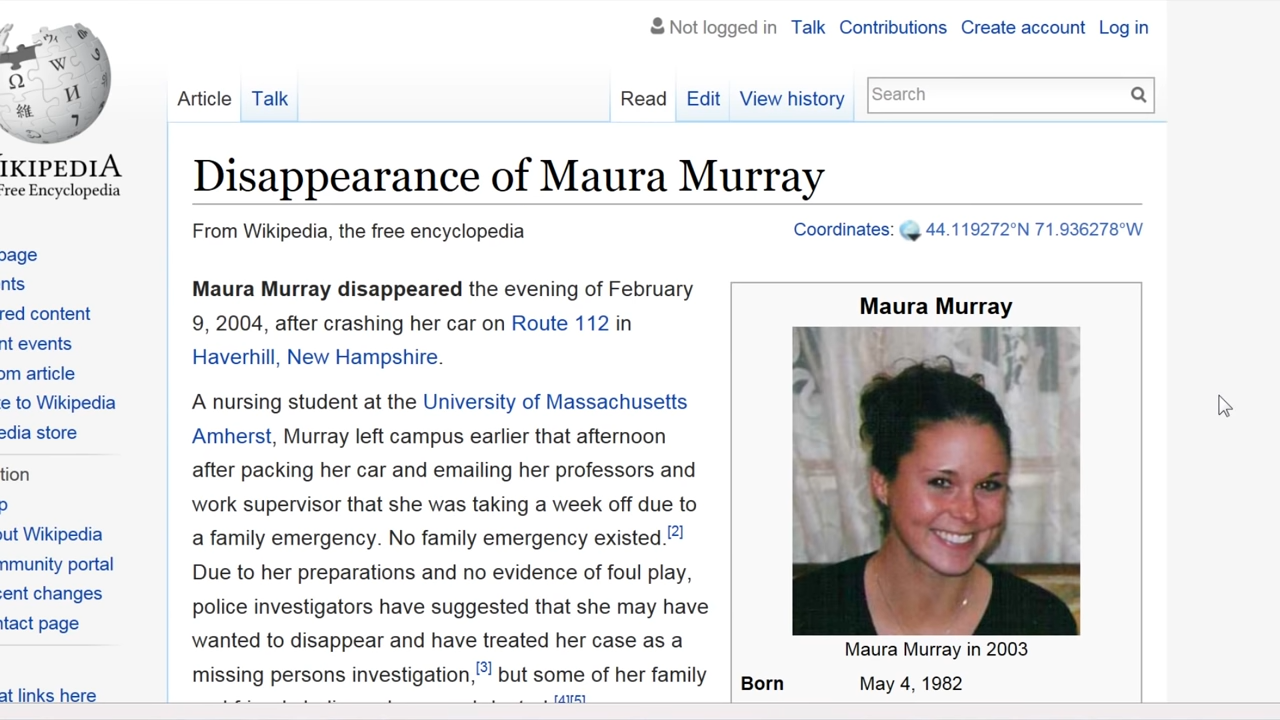 Not logged in Talk Contributions Create account Log in
Article Talk Read Edit View history Search
Ω W И 維 7
IKIPEDIA
Free Encyclopedia
Disappearance of Maura Murray
From Wikipedia, the free encyclopedia
Coordinates: 44.119272°N 71.936278°W
page
nts
red content
nt events
om article
te to Wikipedia
edia store
tion
p
out Wikipedia
mmunity portal
cent changes
ntact page
at links here
Maura Murray disappeared the evening of February
9, 2004, after crashing her car on Route 112 in
Haverhill, New Hampshire.
A nursing student at the University of Massachusetts
Amherst, Murray left campus earlier that afternoon
after packing her car and emailing her professors and
work supervisor that she was taking a week off due to
a family emergency. No family emergency existed.[2]
Due to her preparations and no evidence of foul play,
police investigators have suggested that she may have
wanted to disappear and have treated her case as a
missing persons investigation,[3] but some of her family
[4][5]
Maura Murray
Maura Murray in 2003
Born May 4, 1982